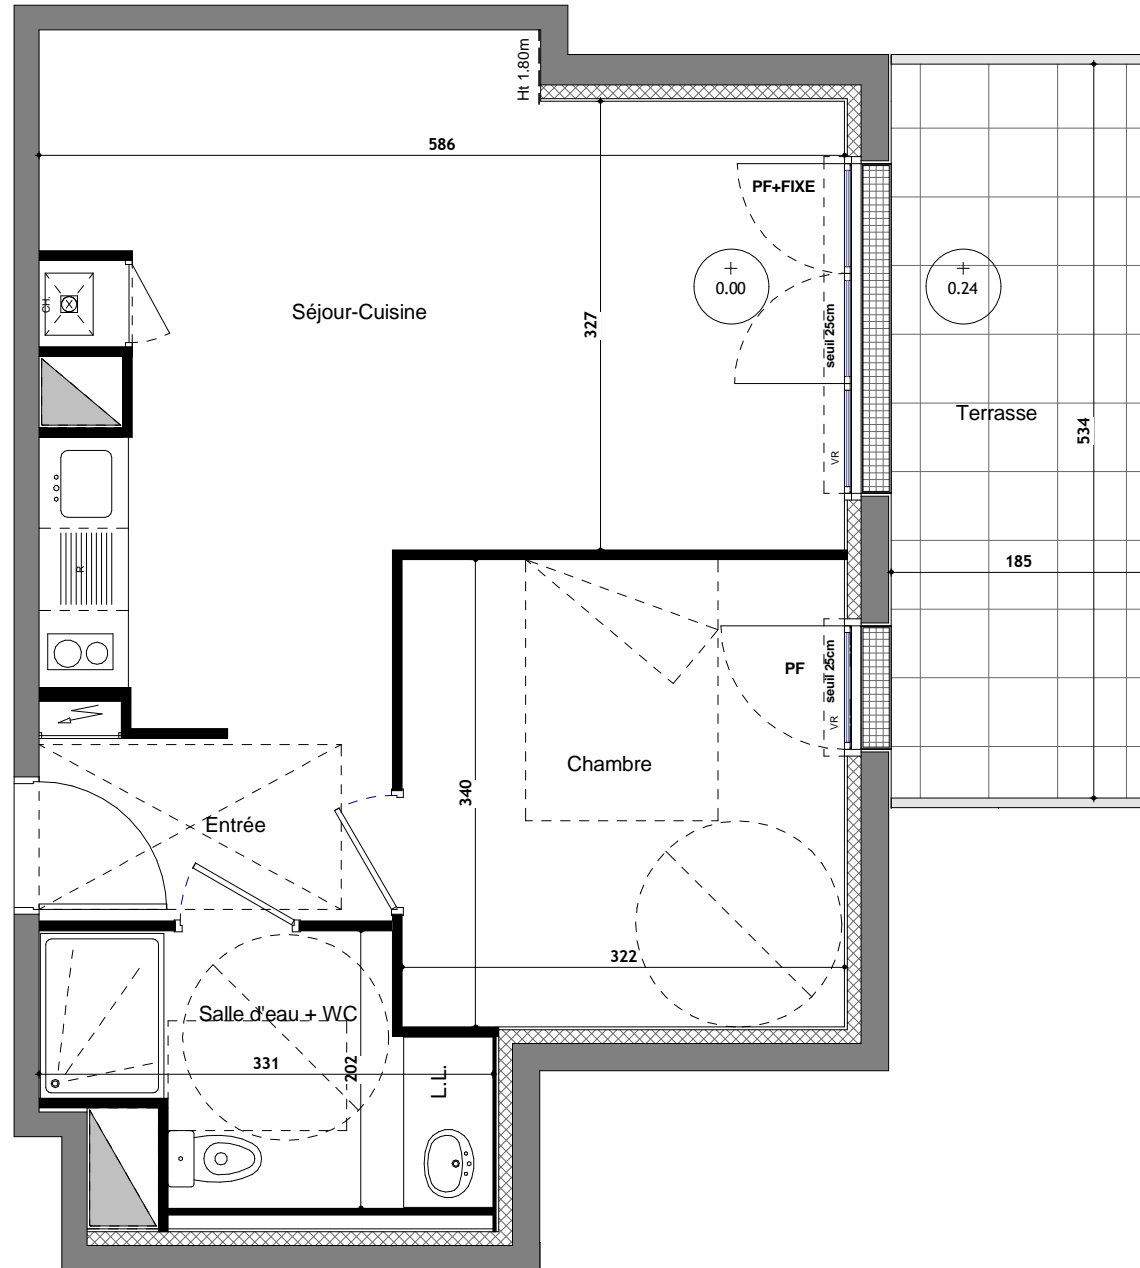 Ht 1.80m
586
PF+FIXE
CH.
0.00
0.24
Séjour-Cuisine
327
seuil 25cm
Terrasse
534
VR
R
185
PF
seuil 25cm
VR
Chambre
340
Entrée
322
Salle d'eau + WC
331
202
L.L.